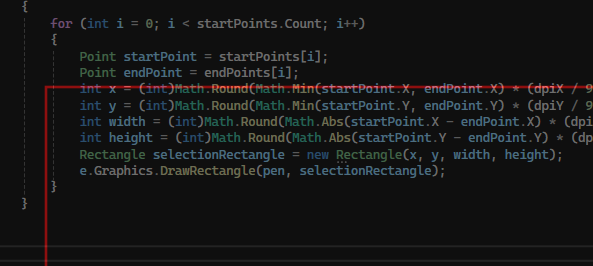 {
for (int i = 0; i < startPoints.Count; i++)
{
Point startPoint = startPoints[i];
Point endPoint = endPoints[i];
int x = (int)Math.Round(Math.Min(startPoint.X, endPoint.X) * (dpiX / 9
int y = (int)Math.Round(Math.Min(startPoint.Y, endPoint.Y) * (dpiY / 9
int width = (int)Math.Round(Math.Abs(startPoint.X - endPoint.X) * (dpi
int height = (int)Math.Round(Math.Abs(startPoint.Y - endPoint.Y) * (dp
Rectangle selectionRectangle = new Rectangle(x, y, width, height);
e.Graphics.DrawRectangle(pen, selectionRectangle);
}
}